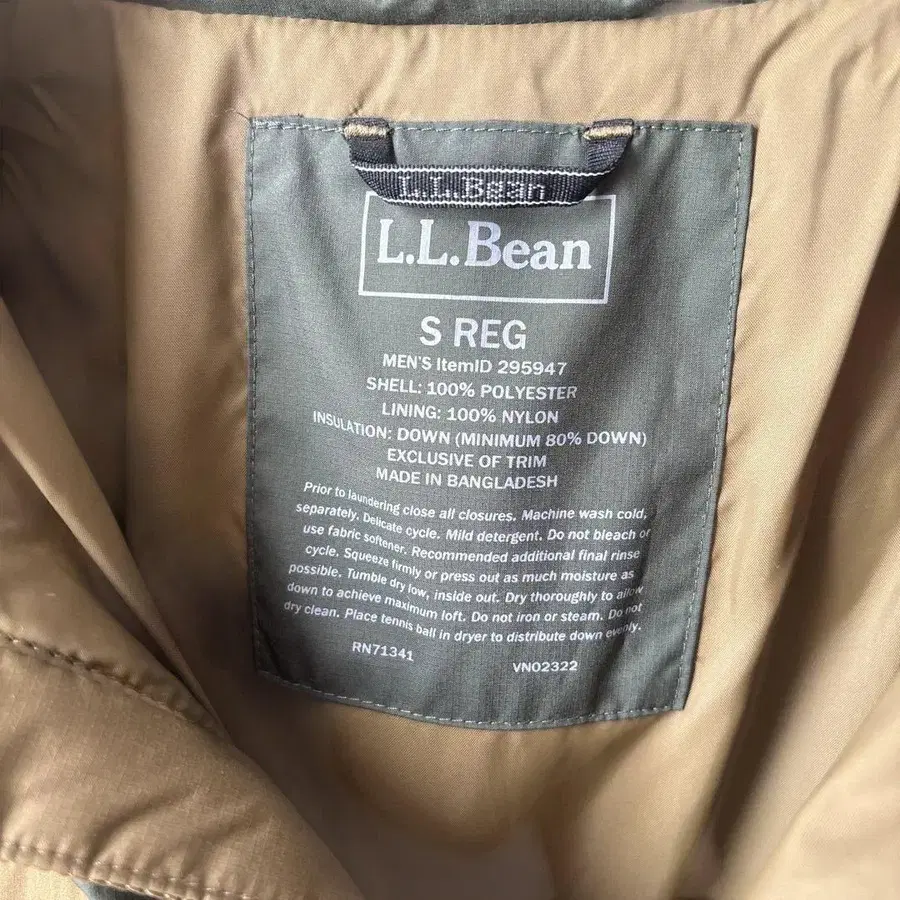 L.L.Bean
L.L.Bean
S REG
MEN'S ItemID 295947
SHELL: 100% POLYESTER
LINING: 100% NYLON
INSULATION: DOWN (MINIMUM 80% DOWN)
EXCLUSIVE OF TRIM
MADE IN BANGLADESH
Prior to laundering close all closures. Machine wash cold,
separately. Delicate cycle. Mild detergent. Do not bleach or
use fabric softener. Recommended additional final rinse
cycle. Squeeze firmly or press out as much moisture as
possible. Tumble dry low, inside out. Dry thoroughly to allow
down to achieve maximum loft. Do not iron or steam. Do not
dry clean. Place tennis ball in dryer to distribute down evenly.
RN71341 VN02322